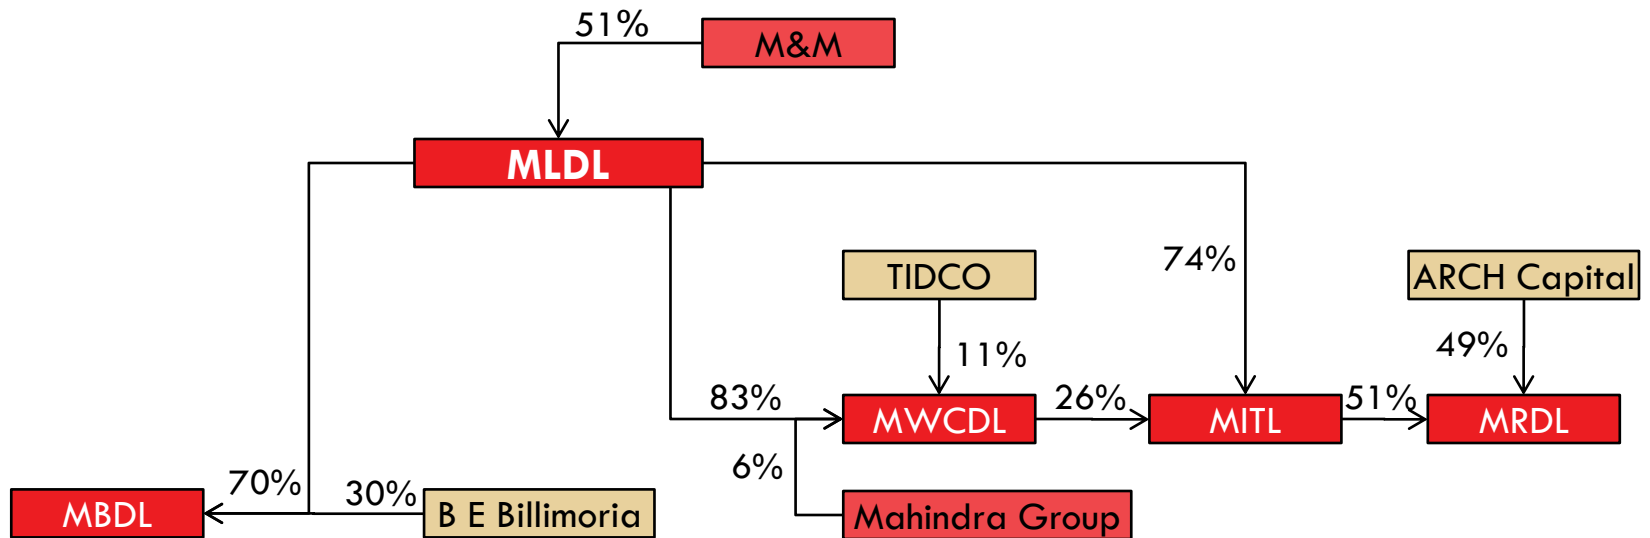 51%
M&M
MLDL
TIDCO
74%
ARCH Capital
11%
49%
83%
MWCDL
26%
MITL
51%
MRDL
6%
70%
30%
MBDL
B E Billimoria
Mahindra Group